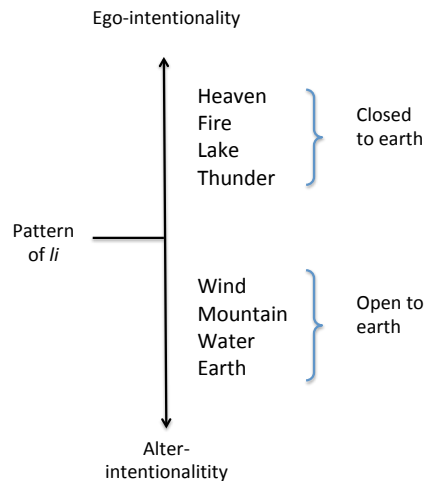 Ego-intentionality
Heaven
Fire
Lake
Thunder
Closed
to earth
Pattern
of li
Wind
Mountain
Water
Earth
Open to
earth
Alter-
intentionalitity